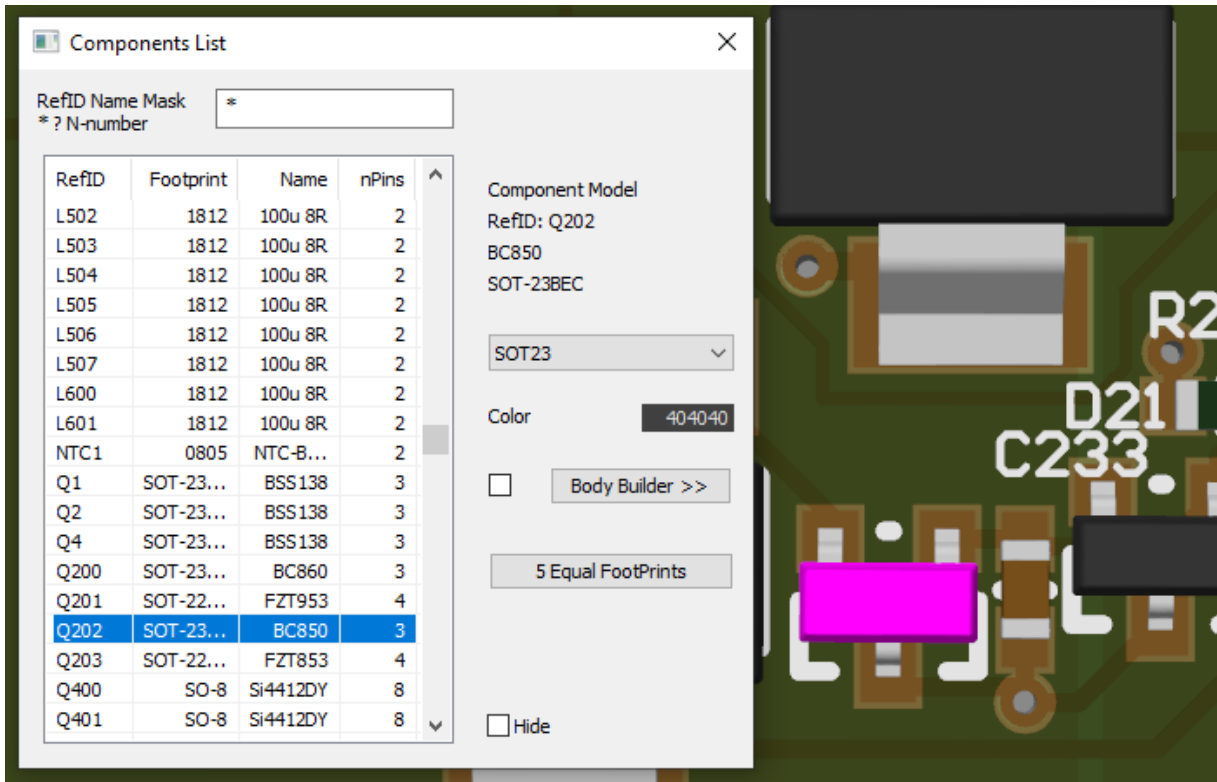 Components List
RefID Name Mask
* ? N-number
*
RefID Footprint Name nPins
L502 1812 100u 8R 2
L503 1812 100u 8R 2
L504 1812 100u 8R 2
L505 1812 100u 8R 2
L506 1812 100u 8R 2
L507 1812 100u 8R 2
L600 1812 100u 8R 2
L601 1812 100u 8R 2
NTC1 0805 NTC-B... 2
Q1 SOT-23... BSS138 3
Q2 SOT-23... BSS138 3
Q4 SOT-23... BSS138 3
Q200 SOT-23... BC860 3
Q201 SOT-22... FZT953 4
Q202 SOT-23... BC850 3
Q203 SOT-22... FZT853 4
Q400 SO-8 Si4412DY 8
Q401 SO-8 Si4412DY 8
Component Model
RefID: Q202
BC850
SOT-23BEC
SOT23
Color 404040
Body Builder >>
5 Equal FootPrints
Hide
R2
D21
C233